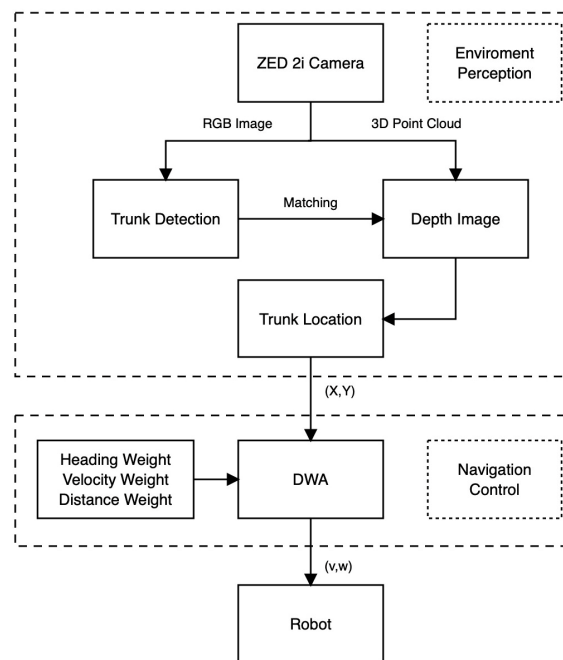 ZED 2i Camera
Enviroment
Perception
RGB Image
3D Point Cloud
Trunk Detection
Matching
Depth Image
Trunk Location
(X,Y)
Heading Weight
Velocity Weight
Distance Weight
DWA
Navigation
Control
(v,w)
Robot